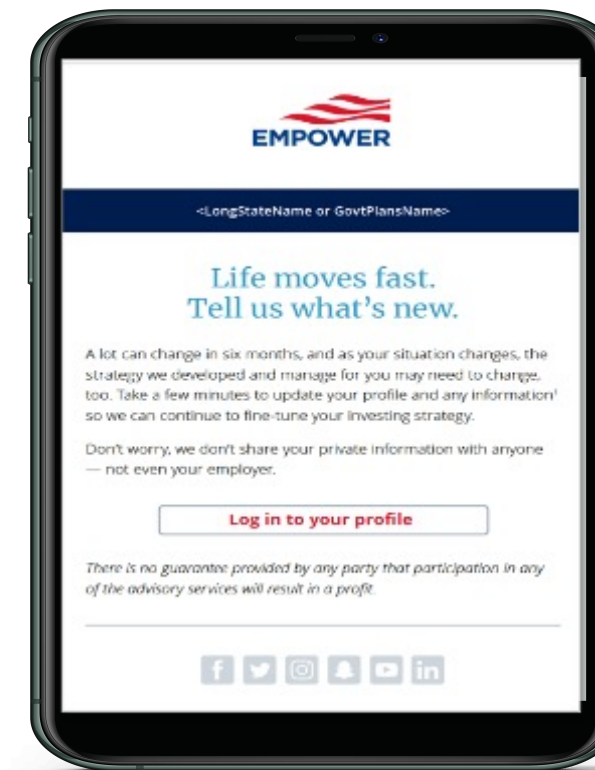 EMPOWER
<LongStateName or GovtPlansName>
Life moves fast.
Tell us what's new.
A lot can change in six months, and as your situation changes, the
strategy we developed and manage for you may need to change,
too. Take a few minutes to update your profile and any information¹
so we can continue to fine-tune your investing strategy.
Don't worry, we don't share your private information with anyone
— not even your employer.
Log in to your profile
There is no guarantee provided by any party that participation in any
of the advisory services will result in a profit.